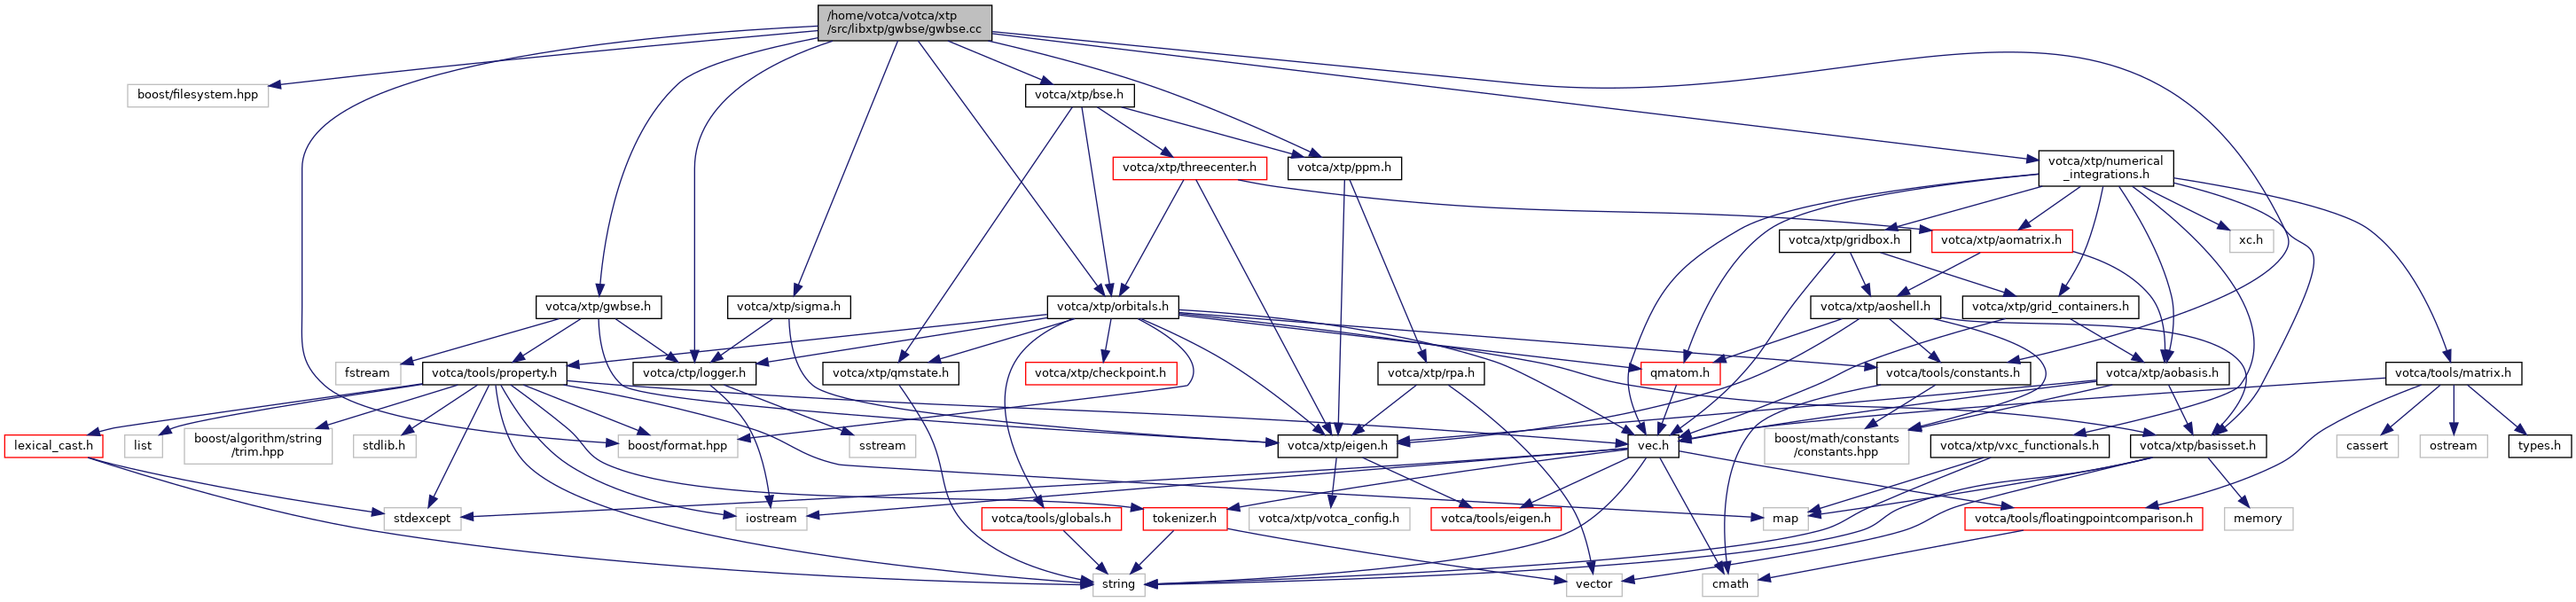 /home/votca/votca/xtp
/src/libxtp/gwbse/gwbse.cc
boost/filesystem.hpp
votca/xtp/bse.h
votca/xtp/threecenter.h
votca/xtp/ppm.h
votca/xtp/numerical
_integrations.h
votca/xtp/gridbox.h
votca/xtp/aomatrix.h
xc.h
votca/xtp/gwbse.h
votca/xtp/sigma.h
votca/xtp/orbitals.h
votca/xtp/aoshell.h
votca/xtp/grid_containers.h
fstream
votca/tools/property.h
votca/ctp/logger.h
votca/xtp/qmstate.h
votca/xtp/checkpoint.h
votca/xtp/rpa.h
qmatom.h
votca/tools/constants.h
votca/xtp/aobasis.h
votca/tools/matrix.h
lexical_cast.h
list
boost/algorithm/string
/trim.hpp
stdlib.h
boost/format.hpp
sstream
votca/xtp/eigen.h
vec.h
boost/math/constants
/constants.hpp
votca/xtp/vxc_functionals.h
votca/xtp/basisset.h
cassert
ostream
types.h
stdexcept
iostream
votca/tools/globals.h
tokenizer.h
votca/xtp/votca_config.h
votca/tools/eigen.h
map
votca/tools/floatingpointcomparison.h
memory
string
vector
cmath